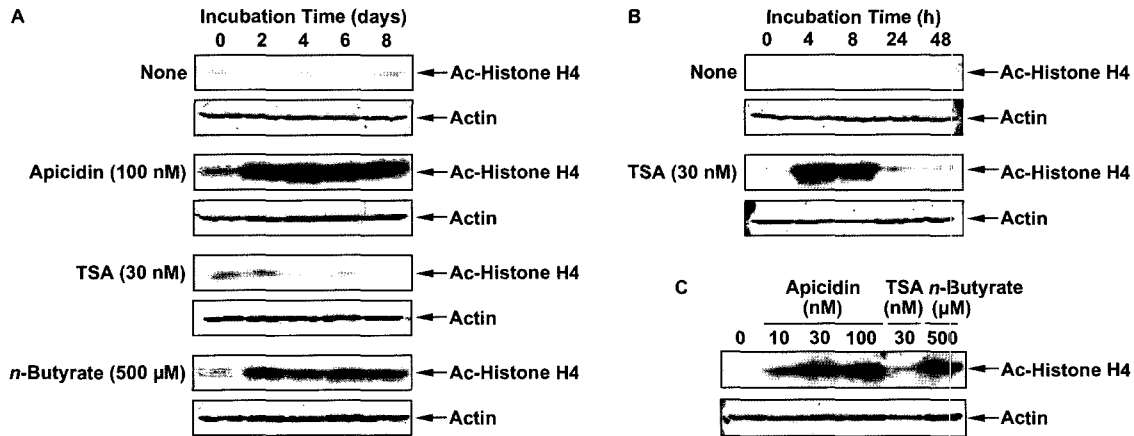 A
Incubation Time (days)
0 2 4 6 8
None
Ac-Histone H4
Actin
Apicidin (100 nM)
Ac-Histone H4
Actin
TSA (30 nM)
Ac-Histone H4
Actin
n-Butyrate (500 µM)
Ac-Histone H4
Actin
B
Incubation Time (h)
0 4 8 24 48
None
Ac-Histone H4
Actin
TSA (30 nM)
Ac-Histone H4
Actin
C
Apicidin TSA n-Butyrate
(nM) (nM) (µM)
0 10 30 100 30 500
Ac-Histone H4
Actin